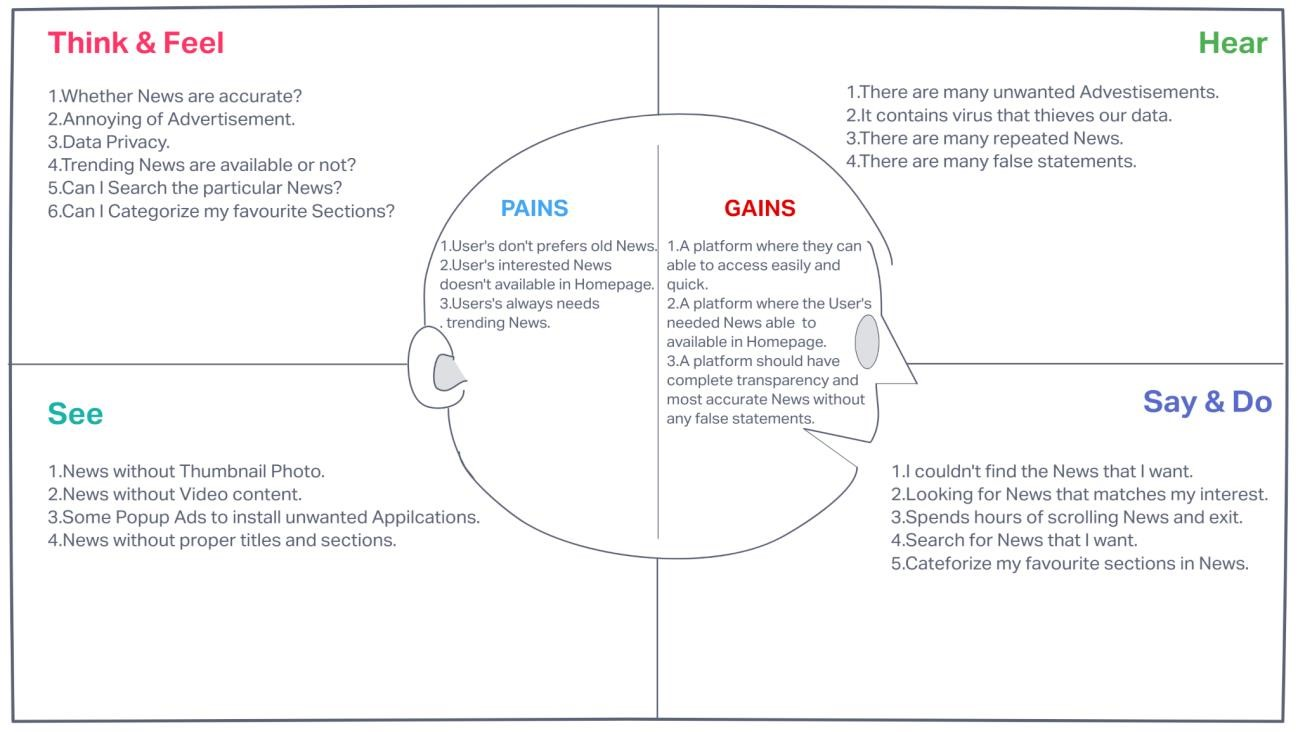 Think & Feel
1.Whether News are accurate?
2.Annoying of Advertisement.
3.Data Privacy.
4.Trending News are available or not?
5.Can I Search the particular News?
6.Can I Categorize my favourite Sections?
Hear
1.There are many unwanted Advestisements.
2.It contains virus that thieves our data.
3.There are many repeated News.
4.There are many false statements.
PAINS
1.User's don't prefers old News.
2.User's interested News
doesn't available in Homepage.
3.Users's always needs
. trending News.
GAINS
1.A platform where they can
able to access easily and
quick.
2.A platform where the User's
needed News able to
available in Homepage.
3.A platform should have
complete transparency and
most accurate News without
any false statements.
See
1.News without Thumbnail Photo.
2.News without Video content.
3.Some Popup Ads to install unwanted Appilcations.
4.News without proper titles and sections.
Say & Do
1.I couldn't find the News that I want.
2.Looking for News that matches my interest.
3.Spends hours of scrolling News and exit.
4.Search for News that I want.
5.Cateforize my favourite sections in News.